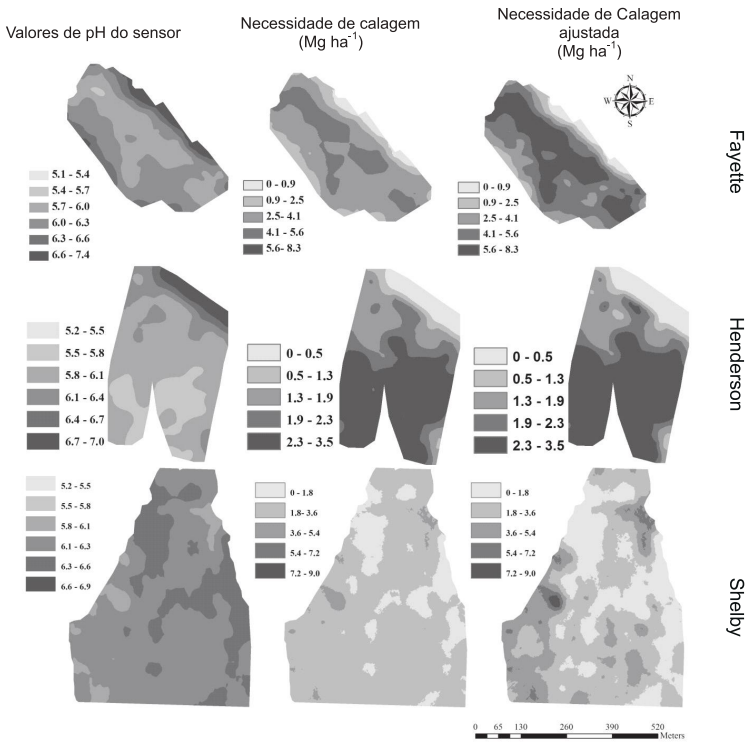 Valores de pH do sensor
Necessidade de calagem
(Mg ha-1)
Necessidade de Calagem
ajustada
(Mg ha-1)
N
W
E
S
5.1 - 5.4
5.4 - 5.7
5.7 - 6.0
6.0 - 6.3
6.3 - 6.6
6.6 - 7.4
0 - 0.9
0.9 - 2.5
2.5- 4.1
4.1 - 5.6
5.6- 8.3
0 - 0.9
0.9 - 2.5
2.5 - 4.1
4.1 - 5.6
5.6 - 8.3
Fayette
5.2 - 5.5
5.5 - 5.8
5.8 - 6.1
6.1 - 6.4
6.4 - 6.7
6.7 - 7.0
0 - 0.5
0.5 - 1.3
1.3 - 1.9
1.9 - 2.3
2.3 - 3.5
0 - 0.5
0.5 - 1.3
1.3 - 1.9
1.9 - 2.3
2.3 - 3.5
Henderson
5.2 - 5.5
5.5 - 5.8
5.8 - 6.1
6.1 - 6.3
6.3 - 6.6
6.6 - 6.9
0 - 1.8
1.8- 3.6
3.6 - 5.4
5.4 - 7.2
7.2 - 9.0
0 - 1.8
1.8 - 3.6
3.6 - 5.4
5.4 - 7.2
7.2 - 9.0
Shelby
0 65 130 260 390 520
Meters